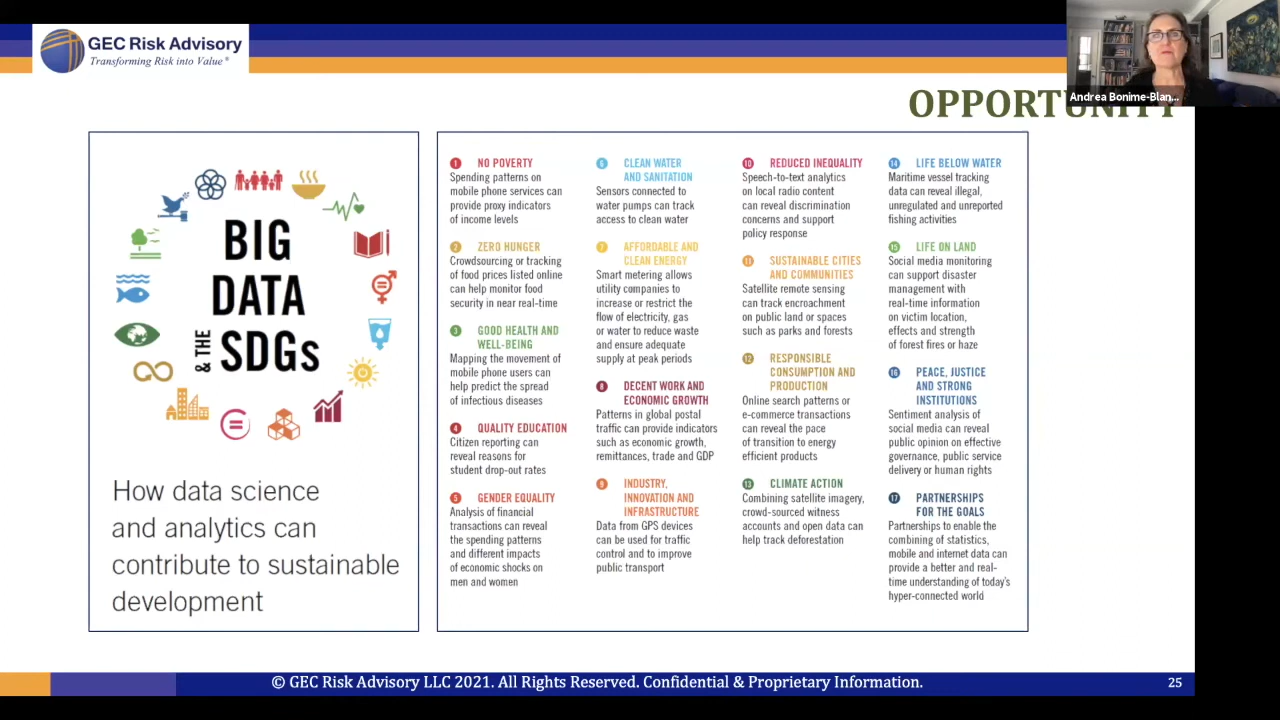 GEC Risk Advisory
Transforming Risk into Value®
Andrea Bonime-Blan...
OPPORTUNITY
BIG
DATA
& THE
SDGs
How data science
and analytics can
contribute to sustainable
development
1 NO POVERTY
Spending patterns on
mobile phone services can
provide proxy indicators
of income levels
2 ZERO HUNGER
Crowdsourcing or tracking
of food prices listed online
can help monitor food
security in near real-time
3 GOOD HEALTH AND
WELL-BEING
Mapping the movement of
mobile phone users can
help predict the spread
of infectious diseases
4 QUALITY EDUCATION
Citizen reporting can
reveal reasons for
student drop-out rates
5 GENDER EQUALITY
Analysis of financial
transactions can reveal
the spending patterns
and different impacts
of economic shocks on
men and women
6 CLEAN WATER
AND SANITATION
Sensors connected to
water pumps can track
access to clean water
7 AFFORDABLE AND
CLEAN ENERGY
Smart metering allows
utility companies to
increase or restrict the
flow of electricity, gas
or water to reduce waste
and ensure adequate
supply at peak periods
8 DECENT WORK AND
ECONOMIC GROWTH
Patterns in global postal
traffic can provide indicators
such as economic growth,
remittances, trade and GDP
9 INDUSTRY,
INNOVATION AND
INFRASTRUCTURE
Data from GPS devices
can be used for traffic
control and to improve
public transport
10 REDUCED INEQUALITY
Speech-to-text analytics
on local radio content
can reveal discrimination
concerns and support
policy response
11 SUSTAINABLE CITIES
AND COMMUNITIES
Satellite remote sensing
can track encroachment
on public land or spaces
such as parks and forests
12 RESPONSIBLE
CONSUMPTION AND
PRODUCTION
Online search patterns or
e-commerce transactions
can reveal the pace
of transition to energy
efficient products
13 CLIMATE ACTION
Combining satellite imagery,
crowd-sourced witness
accounts and open data can
help track deforestation
14 LIFE BELOW WATER
Maritime vessel tracking
data can reveal illegal,
unregulated and unreported
fishing activities
15 LIFE ON LAND
Social media monitoring
can support disaster
management with
real-time information
on victim location,
effects and strength
of forest fires or haze
16 PEACE, JUSTICE
AND STRONG
INSTITUTIONS
Sentiment analysis of
social media can reveal
public opinion on effective
governance, public service
delivery or human rights
17 PARTNERSHIPS
FOR THE GOALS
Partnerships to enable the
combining of statistics,
mobile and internet data can
provide a better and real-
time understanding of today's
hyper-connected world
© GEC Risk Advisory LLC 2021. All Rights Reserved. Confidential & Proprietary Information.
25